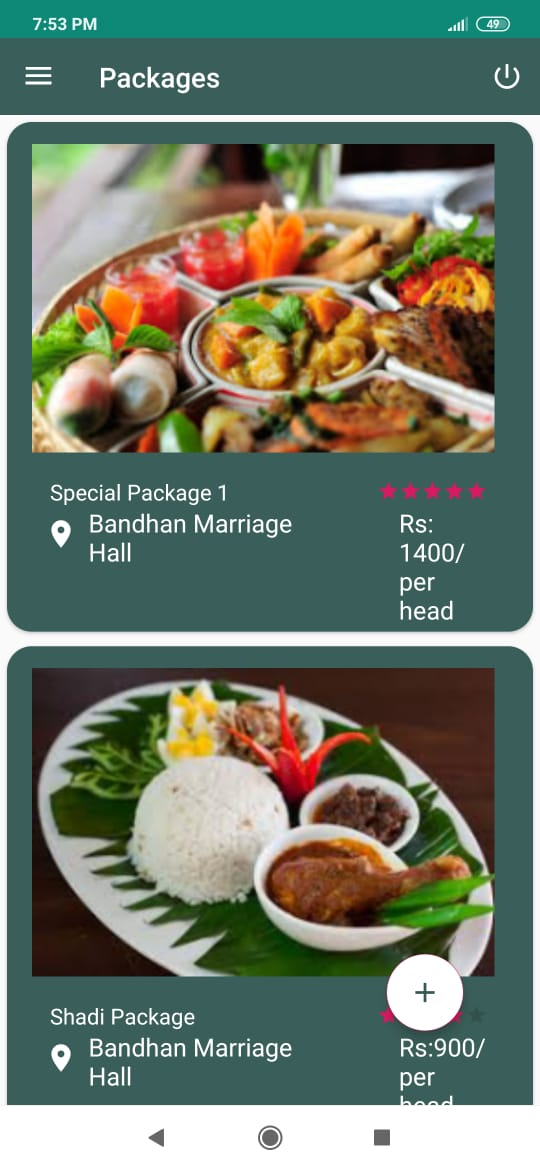 7:53 PM
49
Packages
Special Package 1
Bandhan Marriage
Hall
Rs:
1400/
per
head
Shadi Package
Bandhan Marriage
Hall
Rs:900/
per
head